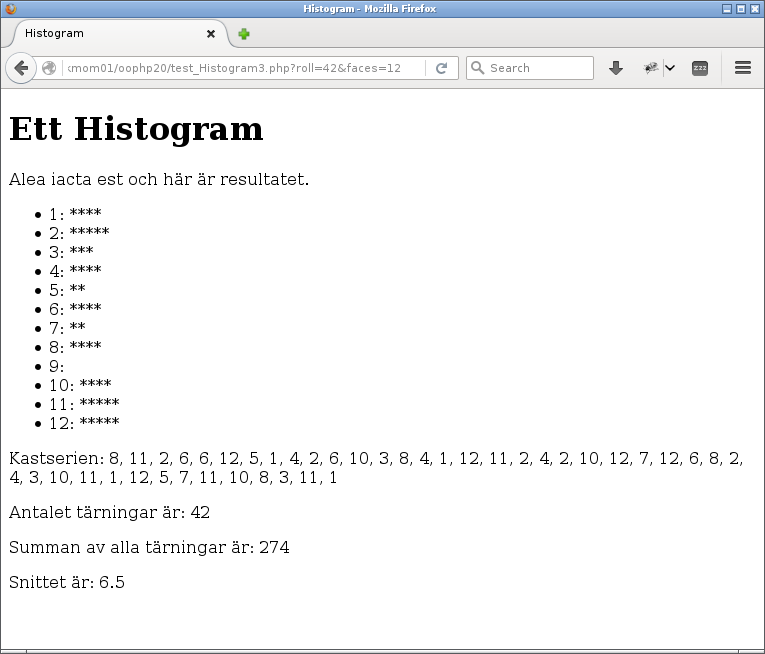 Histogram - Mozilla Firefox
Histogram
kmom01/oophp20/test_Histogram3.php?roll=42&faces=12
Search
zzz
Ett Histogram
Alea iacta est och här är resultatet.
1: ****
2: *****
3: ***
4: ****
5: **
6: ****
7: **
8: ****
9:
10: ****
11: *****
12: *****
Kastserien: 8, 11, 2, 6, 6, 12, 5, 1, 4, 2, 6, 10, 3, 8, 4, 1, 12, 11, 2, 4, 2, 10, 12, 7, 12, 6, 8, 2,
4, 3, 10, 11, 1, 12, 5, 7, 11, 10, 8, 3, 11, 1
Antalet tärningar är: 42
Summan av alla tärningar är: 274
Snittet är: 6.5